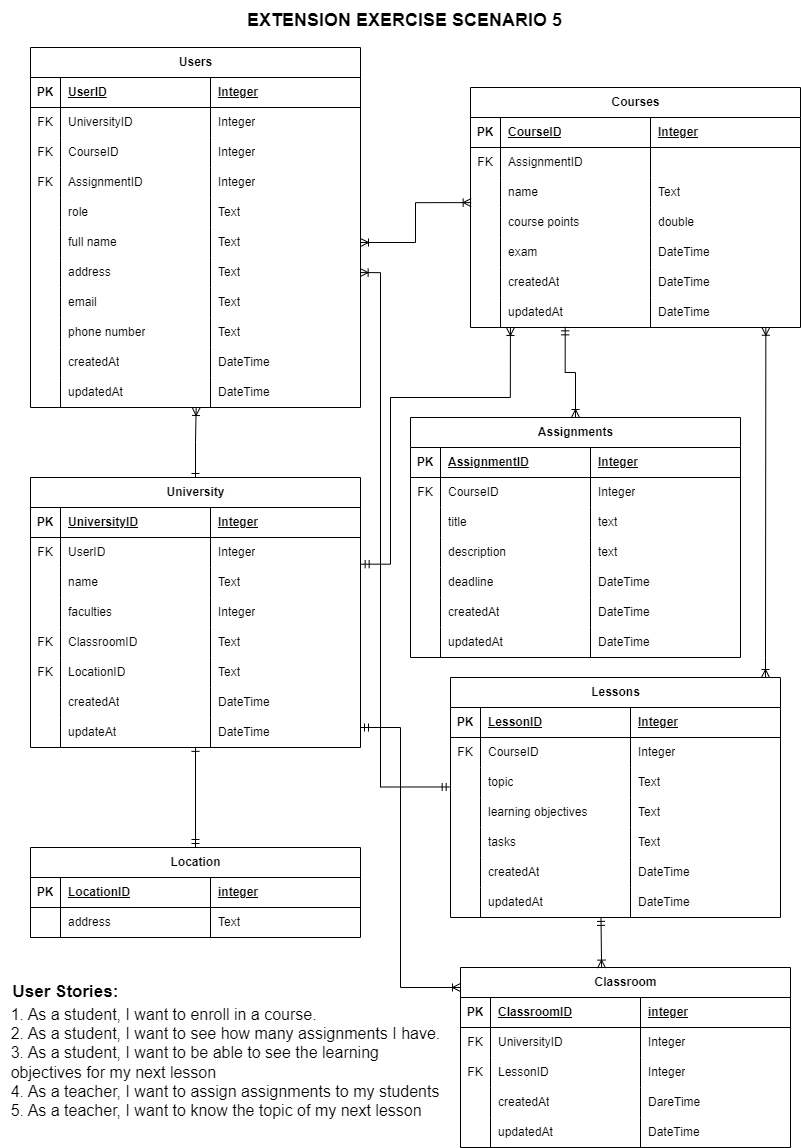 EXTENSION EXERCISE SCENARIO 5
Users
PK UserID Integer
FK UniversityID Integer
FK CourseID Integer
FK AssignmentID Integer
role Text
full name Text
address Text
email Text
phone number Text
createdAt DateTime
updatedAt DateTime
Courses
PK CourseID Integer
FK AssignmentID
name Text
course points double
exam DateTime
createdAt DateTime
updatedAt DateTime
Assignments
PK AssignmentID Integer
FK CourseID Integer
title text
description text
deadline DateTime
createdAt DateTime
updatedAt DateTime
University
PK UniversityID Integer
FK UserID Integer
name Text
faculties Integer
FK ClassroomID Text
FK LocationID Text
createdAt DateTime
updateAt DateTime
Lessons
PK LessonID Integer
FK CourseID Integer
topic Text
learning objectives Text
tasks Text
createdAt DateTime
updatedAt DateTime
Location
PK LocationID integer
address Text
Classroom
PK ClassroomID integer
FK UniversityID Integer
FK LessonID Integer
createdAt DareTime
updatedAt DateTime
User Stories:
1. As a student, I want to enroll in a course.
2. As a student, I want to see how many assignments I have.
3. As a student, I want to be able to see the learning
objectives for my next lesson
4. As a teacher, I want to assign assignments to my students
5. As a teacher, I want to know the topic of my next lesson